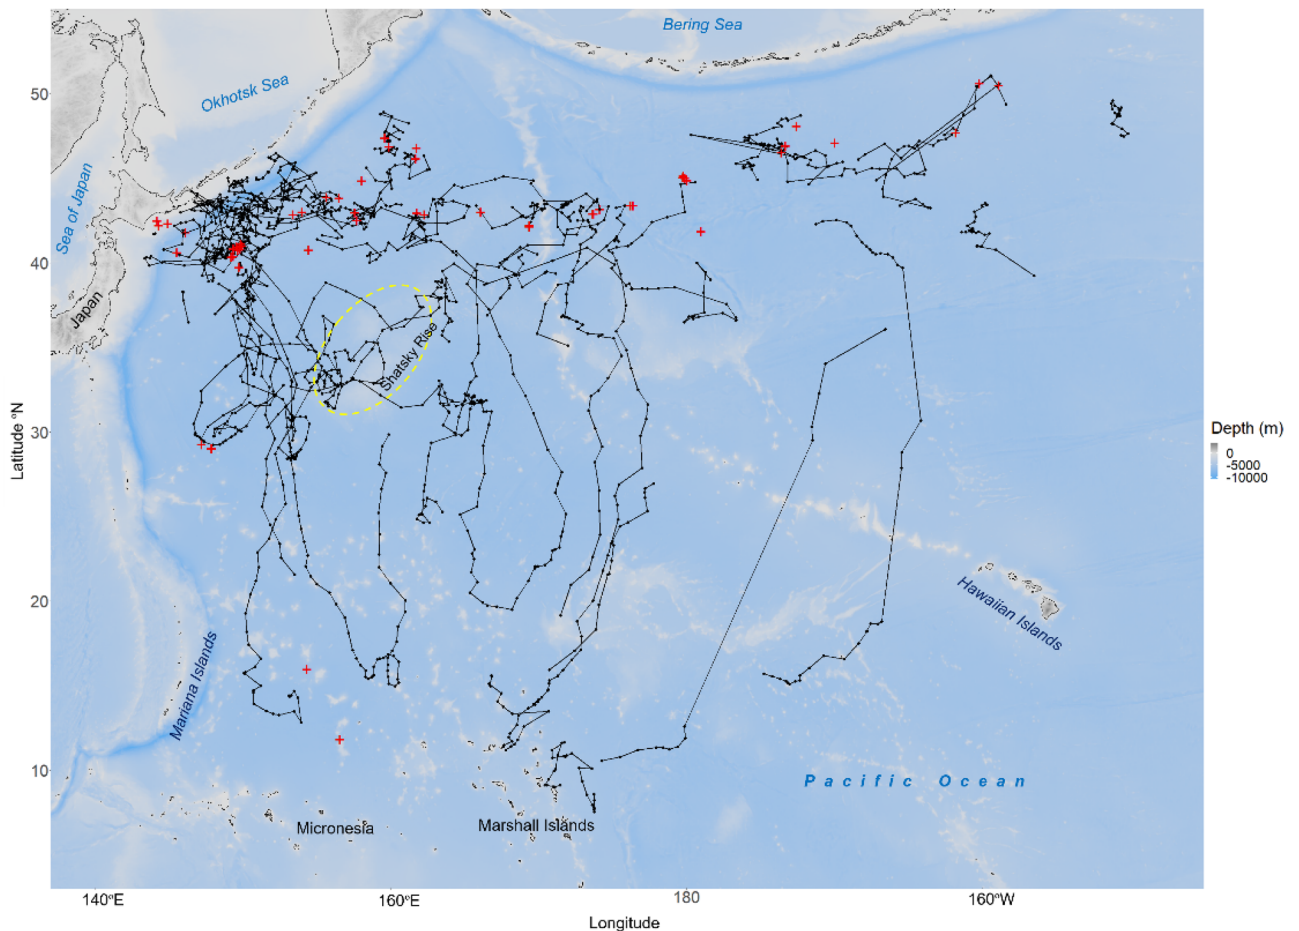 Bering Sea
Okhotsk Sea
50
Sea of Japan
40
Japan
Shatsky Rise
30
Latitude °N
Depth (m)
0
-5000
-10000
20
Hawaiian Islands
Mariana Islands
10
Pacific Ocean
Micronesia
Marshall Islands
140°E
160°E
180
160°W
Longitude